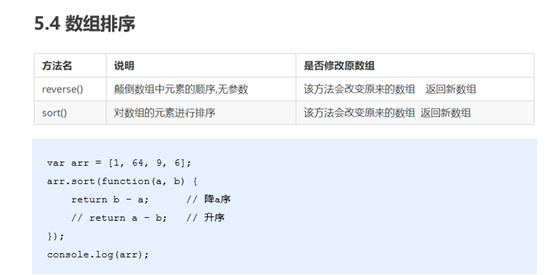 5.4 数组排序
方法名 说明 是否修改原数组
reverse() 颠倒数组中元素的顺序,无参数 该方法会改变原来的数组 返回新数组
sort() 对数组的元素进行排序 该方法会改变原来的数组 返回新数组
var arr = [1, 64, 9, 6];
arr.sort(function(a, b) {
    return b - a;      // 降a序
    // return a - b;   // 升序
});
console.log(arr);